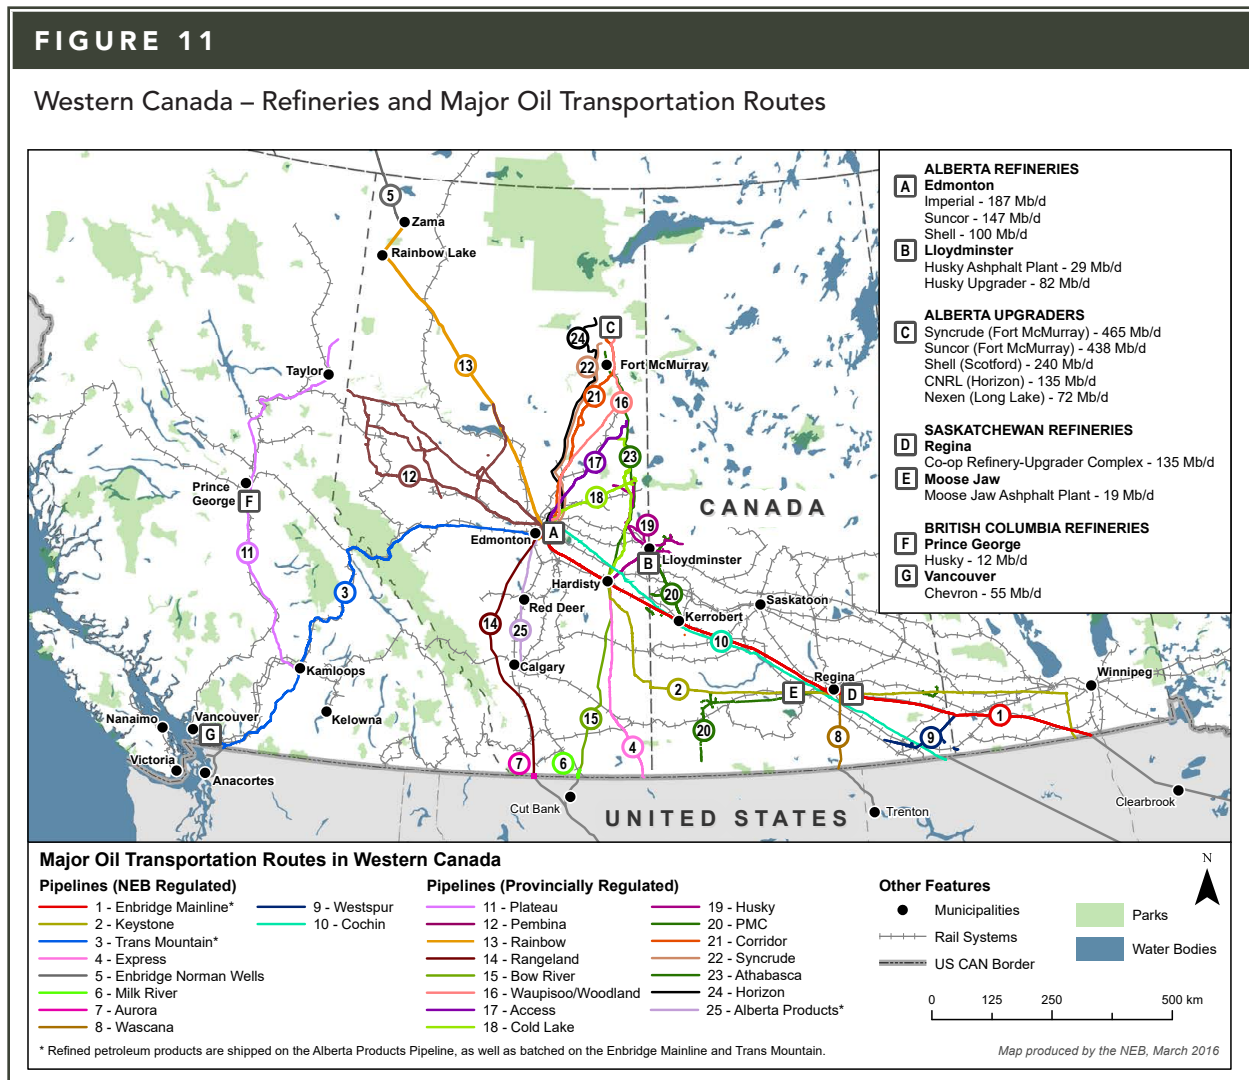 FIGURE 11
Western Canada – Refineries and Major Oil Transportation Routes
5
Zama
Rainbow Lake
13
Taylor
24
C
22
Fort McMurray
21
16
12
17
23
18
Prince
George
F
CANADA
11
19
Edmonton
A
B
Lloydminster
3
Hardisty
20
Red Deer
Saskatoon
14
25
Kerrobert
10
Calgary
Kamloops
Winnipeg
Regina
2
E
D
Kelowna
Nanaimo
Vancouver
G
15
1
20
8
9
4
Victoria
7
6
Anacortes
Cut Bank
UNITED STATES
Trenton
Clearbrook
ALBERTA REFINERIES
A Edmonton
Imperial - 187 Mb/d
Suncor - 147 Mb/d
Shell - 100 Mb/d
B Lloydminster
Husky Ashphalt Plant - 29 Mb/d
Husky Upgrader - 82 Mb/d
ALBERTA UPGRADERS
C Syncrude (Fort McMurray) - 465 Mb/d
Suncor (Fort McMurray) - 438 Mb/d
Shell (Scotford) - 240 Mb/d
CNRL (Horizon) - 135 Mb/d
Nexen (Long Lake) - 72 Mb/d
SASKATCHEWAN REFINERIES
D Regina
Co-op Refinery-Upgrader Complex - 135 Mb/d
E Moose Jaw
Moose Jaw Ashphalt Plant - 19 Mb/d
BRITISH COLUMBIA REFINERIES
F Prince George
Husky - 12 Mb/d
G Vancouver
Chevron - 55 Mb/d
Major Oil Transportation Routes in Western Canada
Pipelines (NEB Regulated)
1 - Enbridge Mainline*
2 - Keystone
3 - Trans Mountain*
4 - Express
5 - Enbridge Norman Wells
6 - Milk River
7 - Aurora
8 - Wascana
9 - Westspur
10 - Cochin
Pipelines (Provincially Regulated)
11 - Plateau
12 - Pembina
13 - Rainbow
14 - Rangeland
15 - Bow River
16 - Waupisoo/Woodland
17 - Access
18 - Cold Lake
19 - Husky
20 - PMC
21 - Corridor
22 - Syncrude
23 - Athabasca
24 - Horizon
25 - Alberta Products*
Other Features
Municipalities
Rail Systems
US CAN Border
Parks
Water Bodies
N
0 125 250 500 km
* Refined petroleum products are shipped on the Alberta Products Pipeline, as well as batched on the Enbridge Mainline and Trans Mountain.
Map produced by the NEB, March 2016